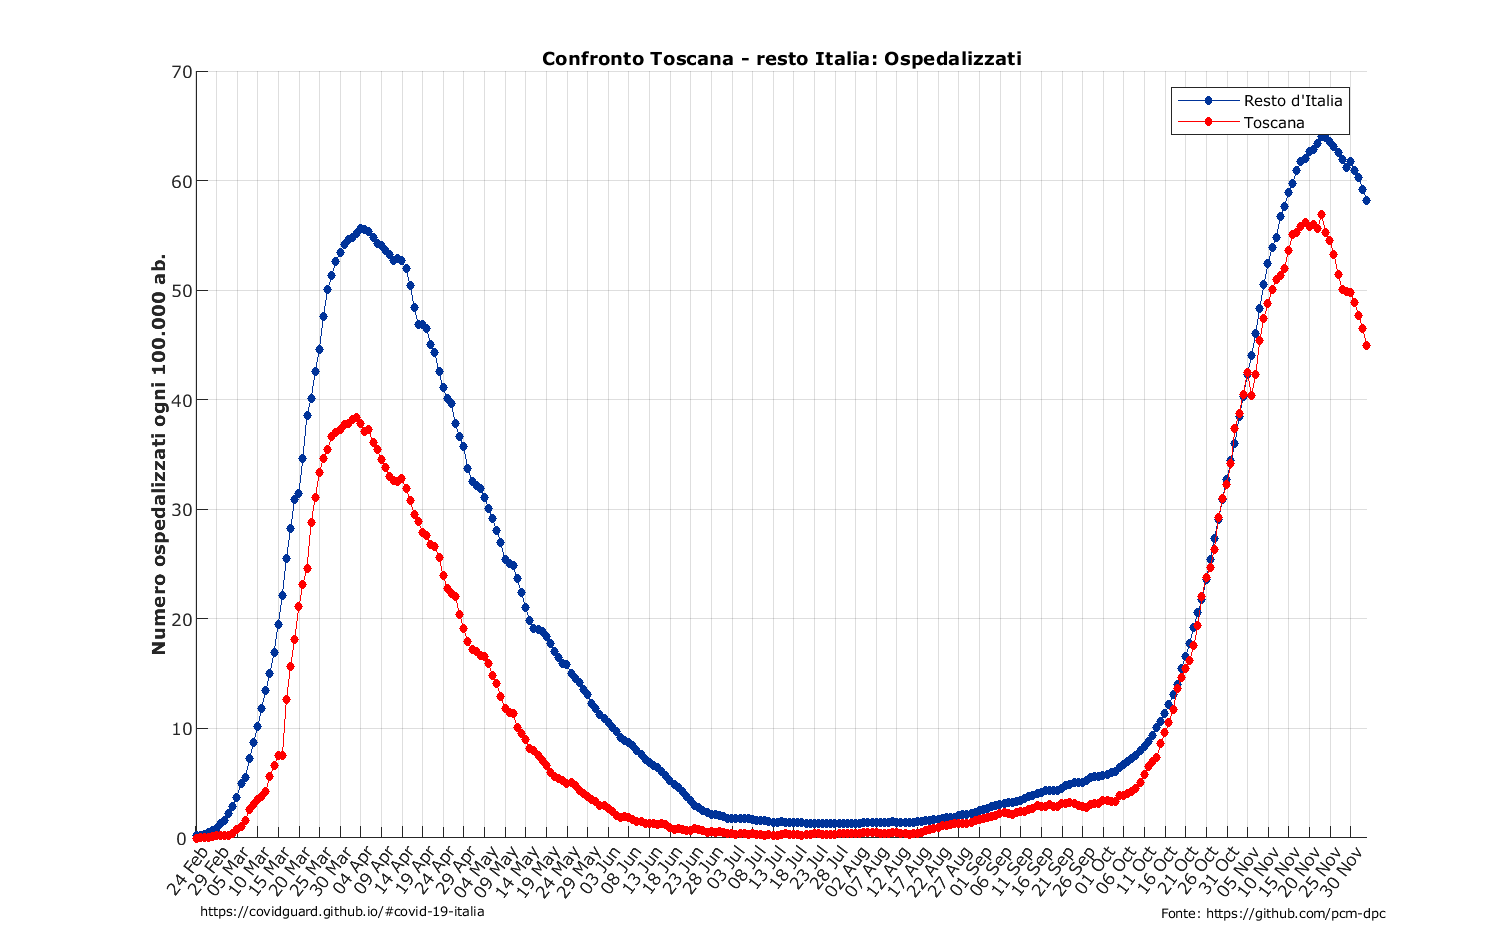 Confronto Toscana - resto Italia: Ospedalizzati
Resto d'Italia
Toscana
Numero ospedalizzati ogni 100.000 ab.
70
60
50
40
30
20
10
0
24 Feb
29 Feb
05 Mar
10 Mar
15 Mar
20 Mar
25 Mar
30 Mar
04 Apr
09 Apr
14 Apr
19 Apr
24 Apr
29 Apr
04 May
09 May
14 May
19 May
24 May
29 May
03 Jun
08 Jun
13 Jun
18 Jun
23 Jun
28 Jun
03 Jul
08 Jul
13 Jul
18 Jul
23 Jul
28 Jul
02 Aug
07 Aug
12 Aug
17 Aug
22 Aug
27 Aug
01 Sep
06 Sep
11 Sep
16 Sep
21 Sep
26 Sep
01 Oct
06 Oct
11 Oct
16 Oct
21 Oct
26 Oct
31 Oct
05 Nov
10 Nov
15 Nov
20 Nov
25 Nov
30 Nov
https://covidguard.github.io/#covid-19-italia
Fonte: https://github.com/pcm-dpc